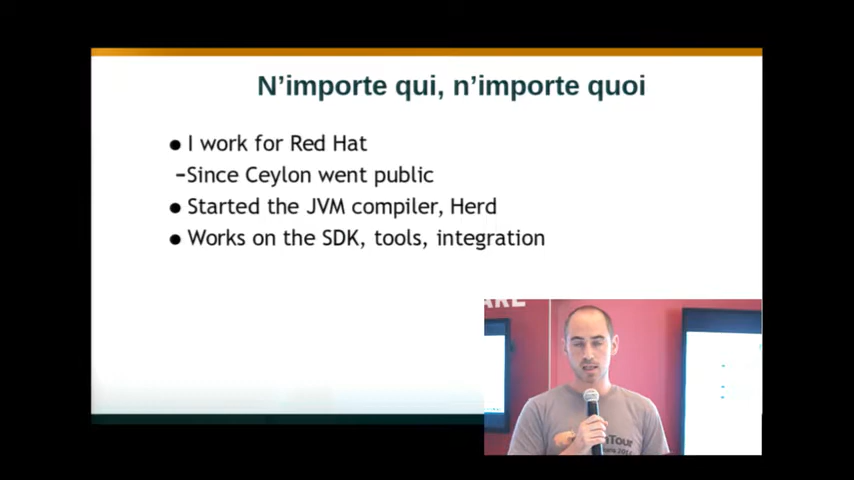 N'importe qui, n'importe quoi
● I work for Red Hat
–Since Ceylon went public
● Started the JVM compiler, Herd
● Works on the SDK, tools, integration